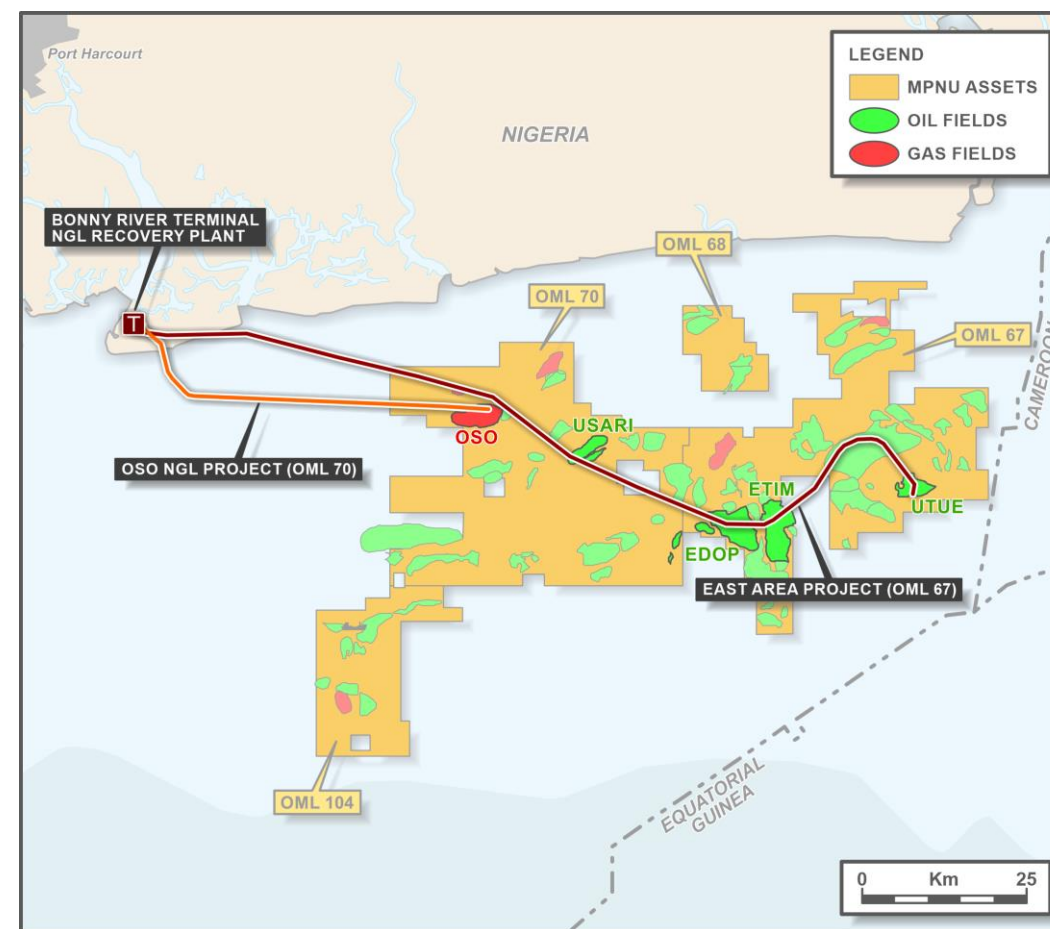 Port Harcourt
LEGEND
MPNU ASSETS
OIL FIELDS
GAS FIELDS
NIGERIA
BONNY RIVER TERMINAL
NGL RECOVERY PLANT
OML 68
OML 70
T
OML 67
CAMEROON
OSO
USARI
OSO NGL PROJECT (OML 70)
ETIM
UTUE
EDOP
EAST AREA PROJECT (OML 67)
OML 104
EQUATORIAL
GUINEA
0 Km 25